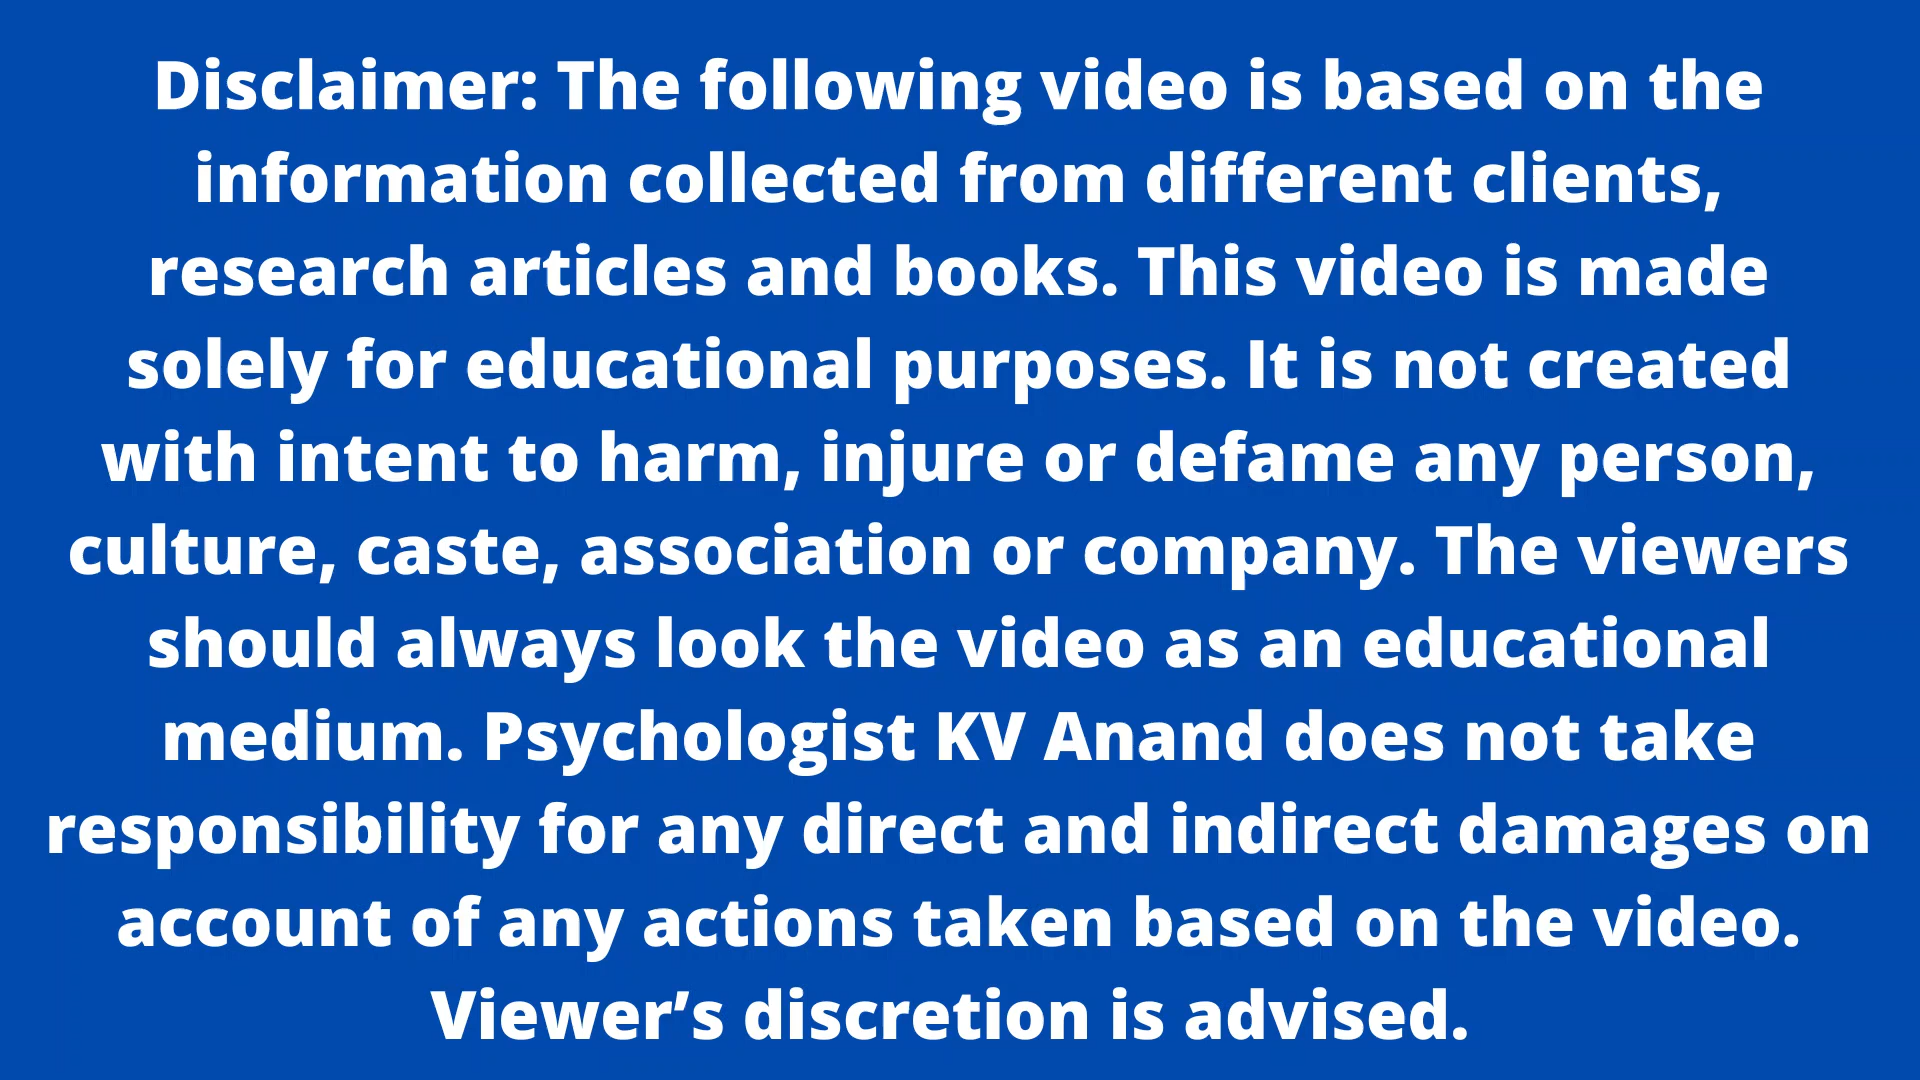 Disclaimer: The following video is based on the
information collected from different clients,
research articles and books. This video is made
solely for educational purposes. It is not created
with intent to harm, injure or defame any person,
culture, caste, association or company. The viewers
should always look the video as an educational
medium. Psychologist KV Anand does not take
responsibility for any direct and indirect damages on
account of any actions taken based on the video.
Viewer’s discretion is advised.